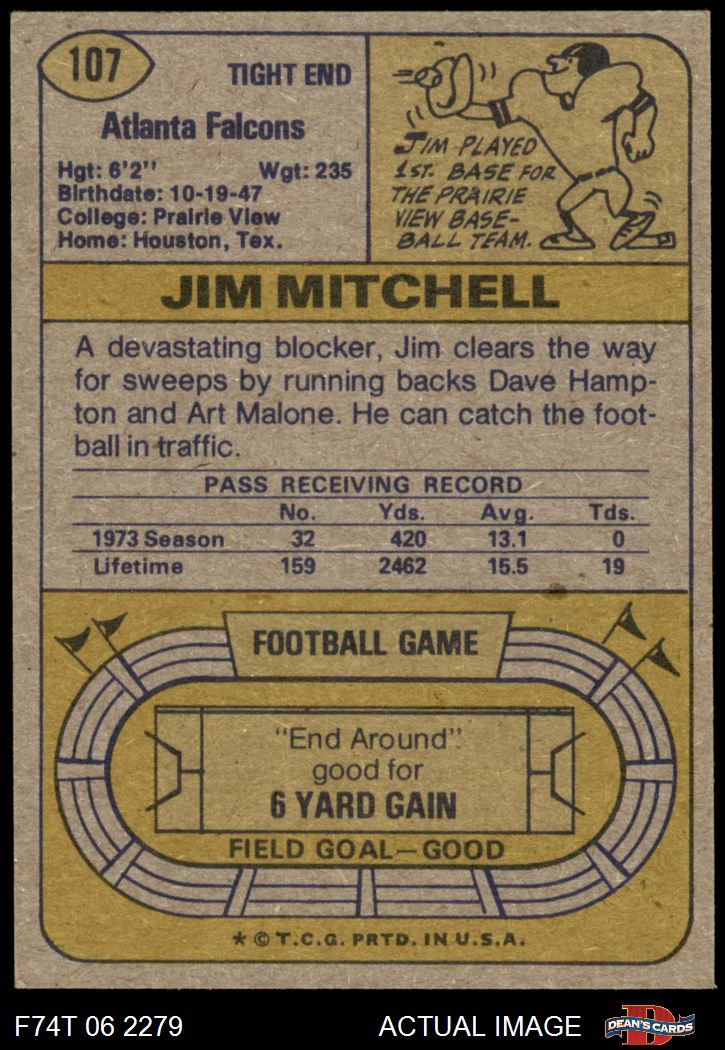 107
TIGHT END
Atlanta Falcons
Hgt: 6'2" Wgt: 235
Birthdate: 10-19-47
College: Prairie View
Home: Houston, Tex.
JIM PLAYED
1ST. BASE FOR
THE PRAIRIE
VIEW BASE-
BALL TEAM.
JIM MITCHELL
A devastating blocker, Jim clears the way
for sweeps by running backs Dave Hamp-
ton and Art Malone. He can catch the foot-
ball in traffic.
PASS RECEIVING RECORD
No. Yds. Avg. Tds.
1973 Season 32 420 13.1 0
Lifetime 159 2462 15.5 19
FOOTBALL GAME
"End Around"
good for
6 YARD GAIN
FIELD GOAL—GOOD
* © T.C.G. PRTD. IN U.S.A.
F74T 06 2279 ACTUAL IMAGE
D
DEAN'S CARDS